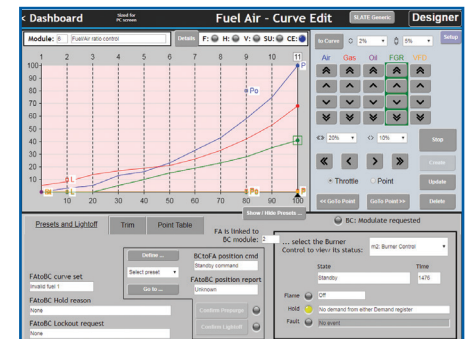 < Dashboard
Sized for
PC screen
Fuel Air - Curve Edit
SLATE Generic
Designer
Module: 6 Fuel/Air ratio control
Details
F: H: V: SU: CE:
to Curve
2%
5%
Setup
1 2 3 4 5 6 7 8 9 10 11
Air Gas Oil FGR VFD
100
90
80
70
60
50
40
30
20
10
P
Po
L
L
Po
P
10 20 30 40 50 60 70 80 90 100
20%
10%
Stop
Create
Throttle Point
Update
<< GoTo Point
GoTo Point >>
Delete
Show / Hide Presets ...
Presets and Lightoff
Trim
Point Table
FA is linked to
BC module: 2
BC: Modulate requested
Define ...
Select preset
Go to ...
BCtoFA position cmd
Standby command
FAtoBC position report
Unknown
Confirm Prepurge
Confirm Lightoff
FAtoBC curve set
Invalid fuel 1
FAtoBC Hold reason
None
FAtoBC Lockout request
None
... select the Burner
Control to view its status:
m2: Burner Control
State
Time
Standby
1476
Flame Off
Hold No demand from either Demand register
Fault No event